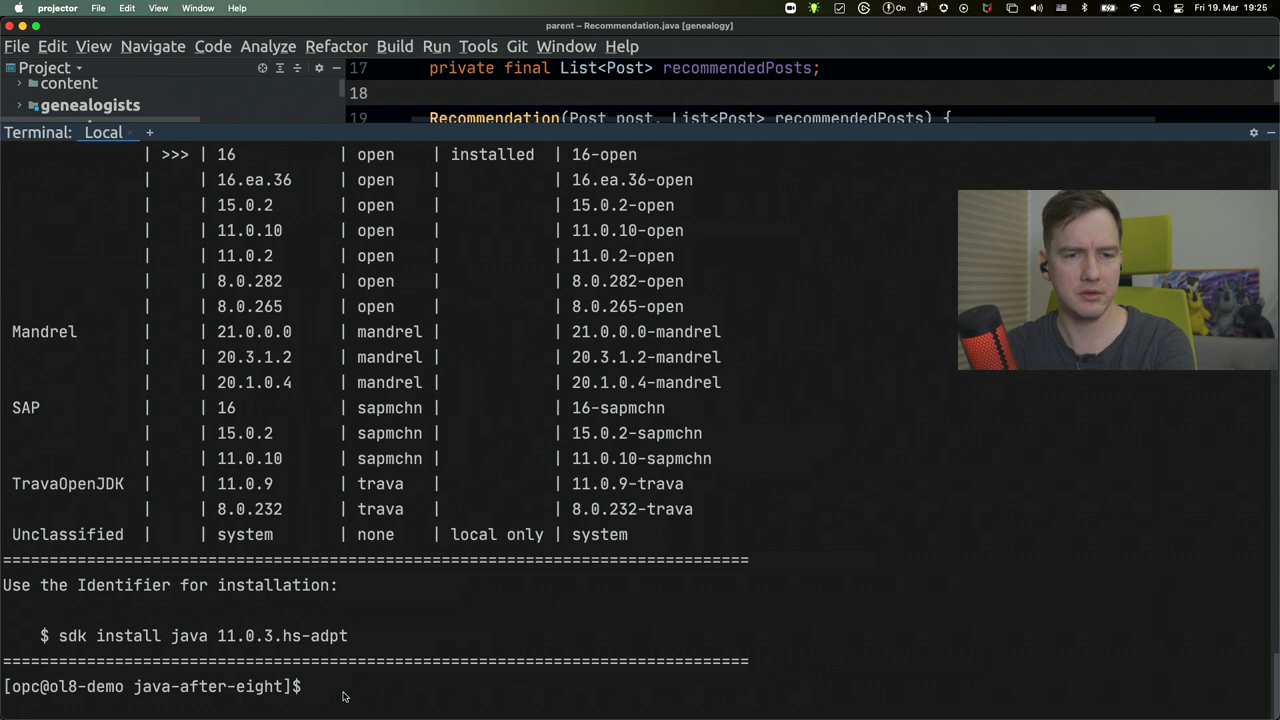 projector File Edit View Window Help On Fri 19. Mar 19:25
parent – Recommendation.java [genealogy]
File Edit View Navigate Code Analyze Refactor Build Run Tools Git Window Help
Project
content
genealogists
17 private final List<Post> recommendedPosts;
18
19 Recommendation(Post post, List<Post> recommendedPosts) {
Terminal: Local × +
| >>> | 16 | open | installed | 16-open
| | 16.ea.36 | open | | 16.ea.36-open
| | 15.0.2 | open | | 15.0.2-open
| | 11.0.10 | open | | 11.0.10-open
| | 11.0.2 | open | | 11.0.2-open
| | 8.0.282 | open | | 8.0.282-open
| | 8.0.265 | open | | 8.0.265-open
Mandrel | | 21.0.0.0 | mandrel | | 21.0.0.0-mandrel
| | 20.3.1.2 | mandrel | | 20.3.1.2-mandrel
| | 20.1.0.4 | mandrel | | 20.1.0.4-mandrel
SAP | | 16 | sapmchn | | 16-sapmchn
| | 15.0.2 | sapmchn | | 15.0.2-sapmchn
| | 11.0.10 | sapmchn | | 11.0.10-sapmchn
TravaOpenJDK | | 11.0.9 | trava | | 11.0.9-trava
| | 8.0.232 | trava | | 8.0.232-trava
Unclassified | | system | none | local only | system
================================================================================
Use the Identifier for installation:
$ sdk install java 11.0.3.hs-adpt
================================================================================
[opc@ol8-demo java-after-eight]$